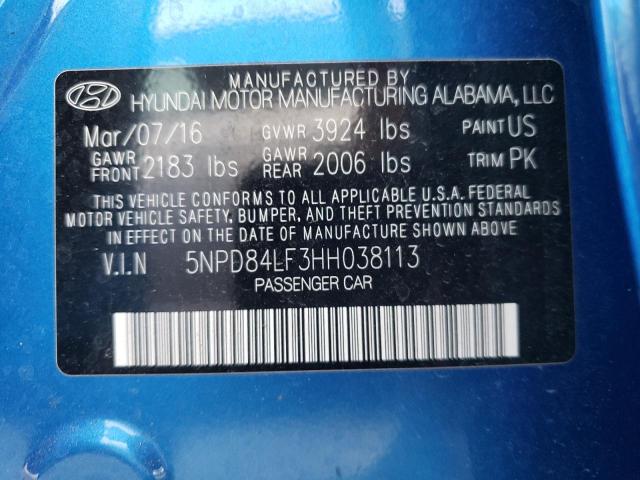 MANUFACTURED BY
HYUNDAI MOTOR MANUFACTURING ALABAMA, LLC
Mar/07/16 GVWR 3924 lbs PAINT US
GAWR FRONT 2183 lbs GAWR REAR 2006 lbs TRIM PK
THIS VEHICLE CONFORMS TO ALL APPLICABLE U.S.A. FEDERAL
MOTOR VEHICLE SAFETY, BUMPER, AND THEFT PREVENTION STANDARDS
IN EFFECT ON THE DATE OF MANUFACTURE SHOWN ABOVE.
V.I.N 5NPD84LF3HH038113
PASSENGER CAR